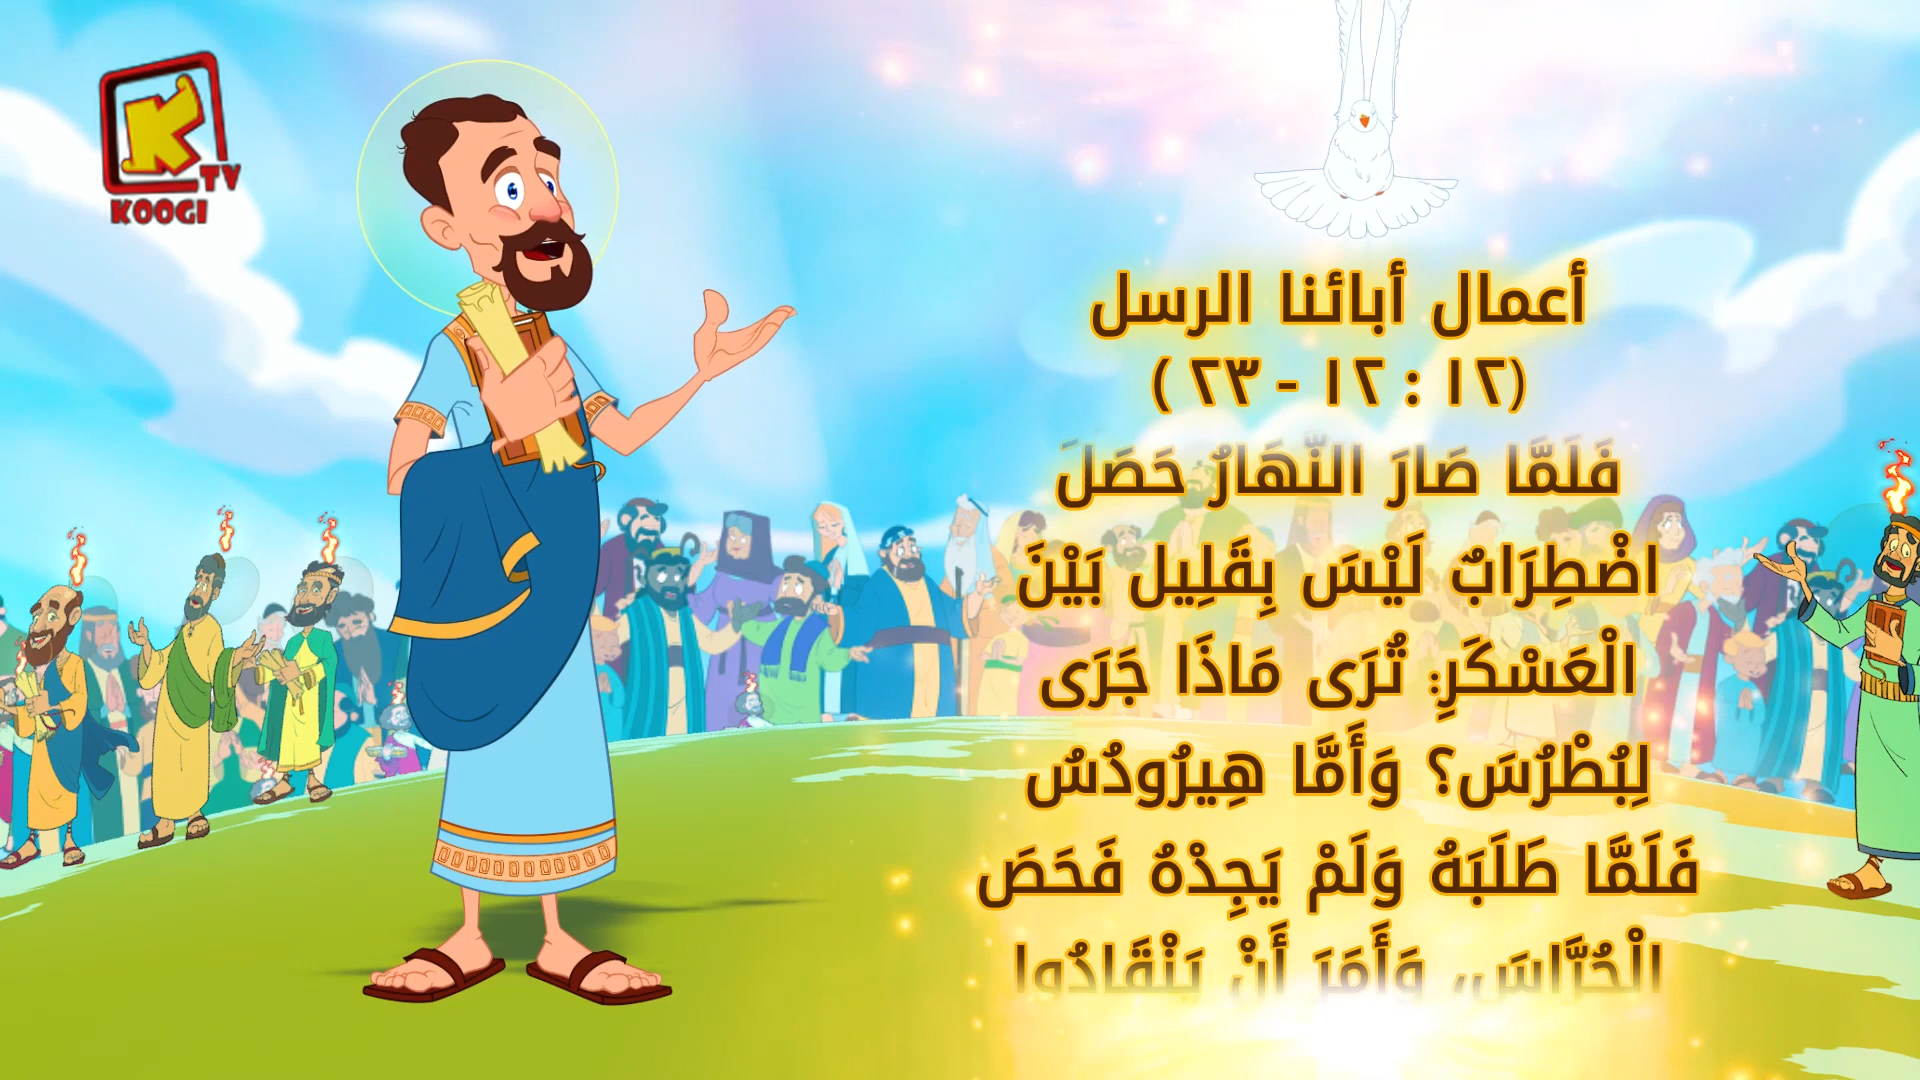 K
TV
KOOGI
أعمال أبائنا الرسل
(١٢ : ١٢ - ٢٣ )
فَلَمَّا صَارَ النَّهَارُ حَصَلَ
اضْطِرَابٌ لَيْسَ بِقَلِيل بَيْنَ
الْعَسْكَرِ: تُرَى مَاذَا جَرَى
لِبُطْرُسَ؟ وَأَمَّا هِيرُودُسُ
فَلَمَّا طَلَبَهُ وَلَمْ يَجِدْهُ فَحَصَ
الْحُرَّاسَ، وَأَمَرَ أَنْ يَنْقَادُوا